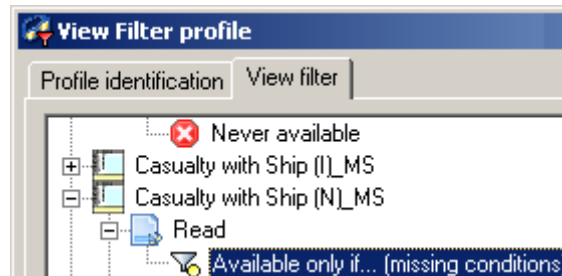 View Filter profile
Profile identification View filter
Never available
Casualty with Ship (I)_MS
Casualty with Ship (N)_MS
Read
Available only if... (missing conditions